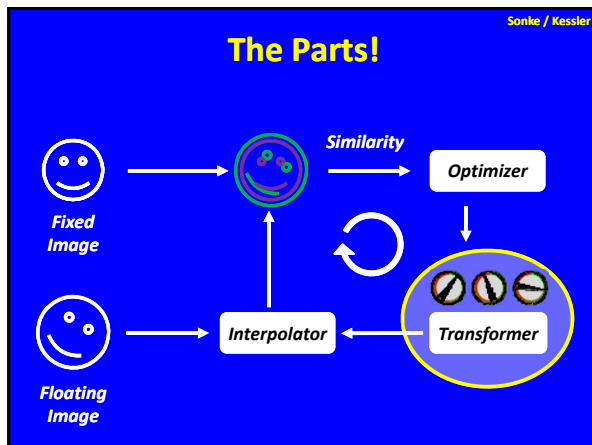 Sonke / Kessler
The Parts!
Similarity
Optimizer
Fixed
Image
Interpolator
Transformer
Floating
Image